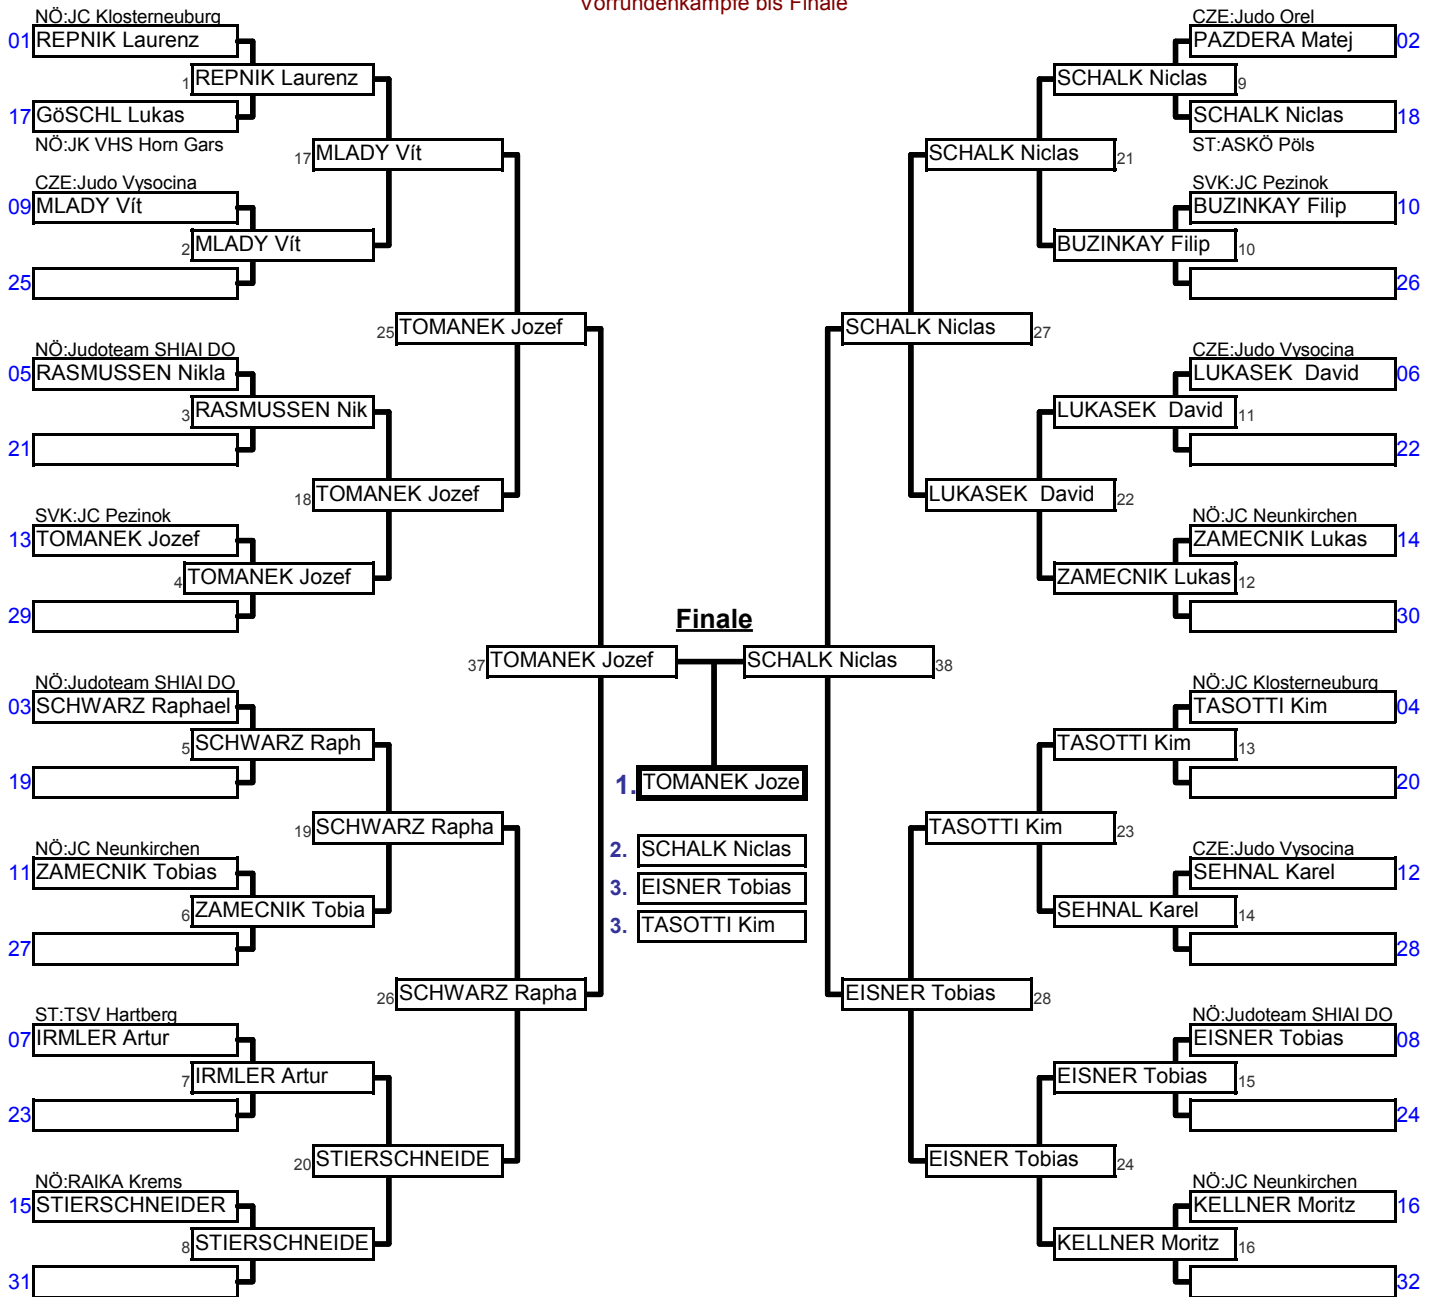 Vorrundenkämpfe bis Finale
NÖ:JC Klosterneuburg
01 REPNIK Laurenz
1 REPNIK Laurenz
17 GöSCHL Lukas
NÖ:JK VHS Horn Gars
17 MLADY Vít
CZE:Judo Vysocina
09 MLADY Vít
2 MLADY Vít
25
25 TOMANEK Jozef
NÖ:Judoteam SHIAI DO
05 RASMUSSEN Nikla
3 RASMUSSEN Nik
21
18 TOMANEK Jozef
SVK:JC Pezinok
13 TOMANEK Jozef
4 TOMANEK Jozef
29
37 TOMANEK Jozef
NÖ:Judoteam SHIAI DO
03 SCHWARZ Raphael
5 SCHWARZ Raph
19
19 SCHWARZ Rapha
NÖ:JC Neunkirchen
11 ZAMECNIK Tobias
6 ZAMECNIK Tobia
27
26 SCHWARZ Rapha
ST:TSV Hartberg
07 IRMLER Artur
7 IRMLER Artur
23
20 STIERSCHNEIDE
NÖ:RAIKA Krems
15 STIERSCHNEIDER
8 STIERSCHNEIDE
31
Finale
1. TOMANEK Joze
2. SCHALK Niclas
3. EISNER Tobias
3. TASOTTI Kim
CZE:Judo Orel
PAZDERA Matej 02
SCHALK Niclas 9
SCHALK Niclas 18
ST:ASKÖ Pöls
SCHALK Niclas 21
SVK:JC Pezinok
BUZINKAY Filip 10
BUZINKAY Filip 10
26
SCHALK Niclas 27
CZE:Judo Vysocina
LUKASEK  David 06
LUKASEK  David 11
22
LUKASEK  David 22
NÖ:JC Neunkirchen
ZAMECNIK Lukas 14
ZAMECNIK Lukas 12
30
SCHALK Niclas 38
NÖ:JC Klosterneuburg
TASOTTI Kim 04
TASOTTI Kim 13
20
TASOTTI Kim 23
CZE:Judo Vysocina
SEHNAL Karel 12
SEHNAL Karel 14
28
EISNER Tobias 28
NÖ:Judoteam SHIAI DO
EISNER Tobias 08
EISNER Tobias 15
24
EISNER Tobias 24
NÖ:JC Neunkirchen
KELLNER Moritz 16
KELLNER Moritz 16
32